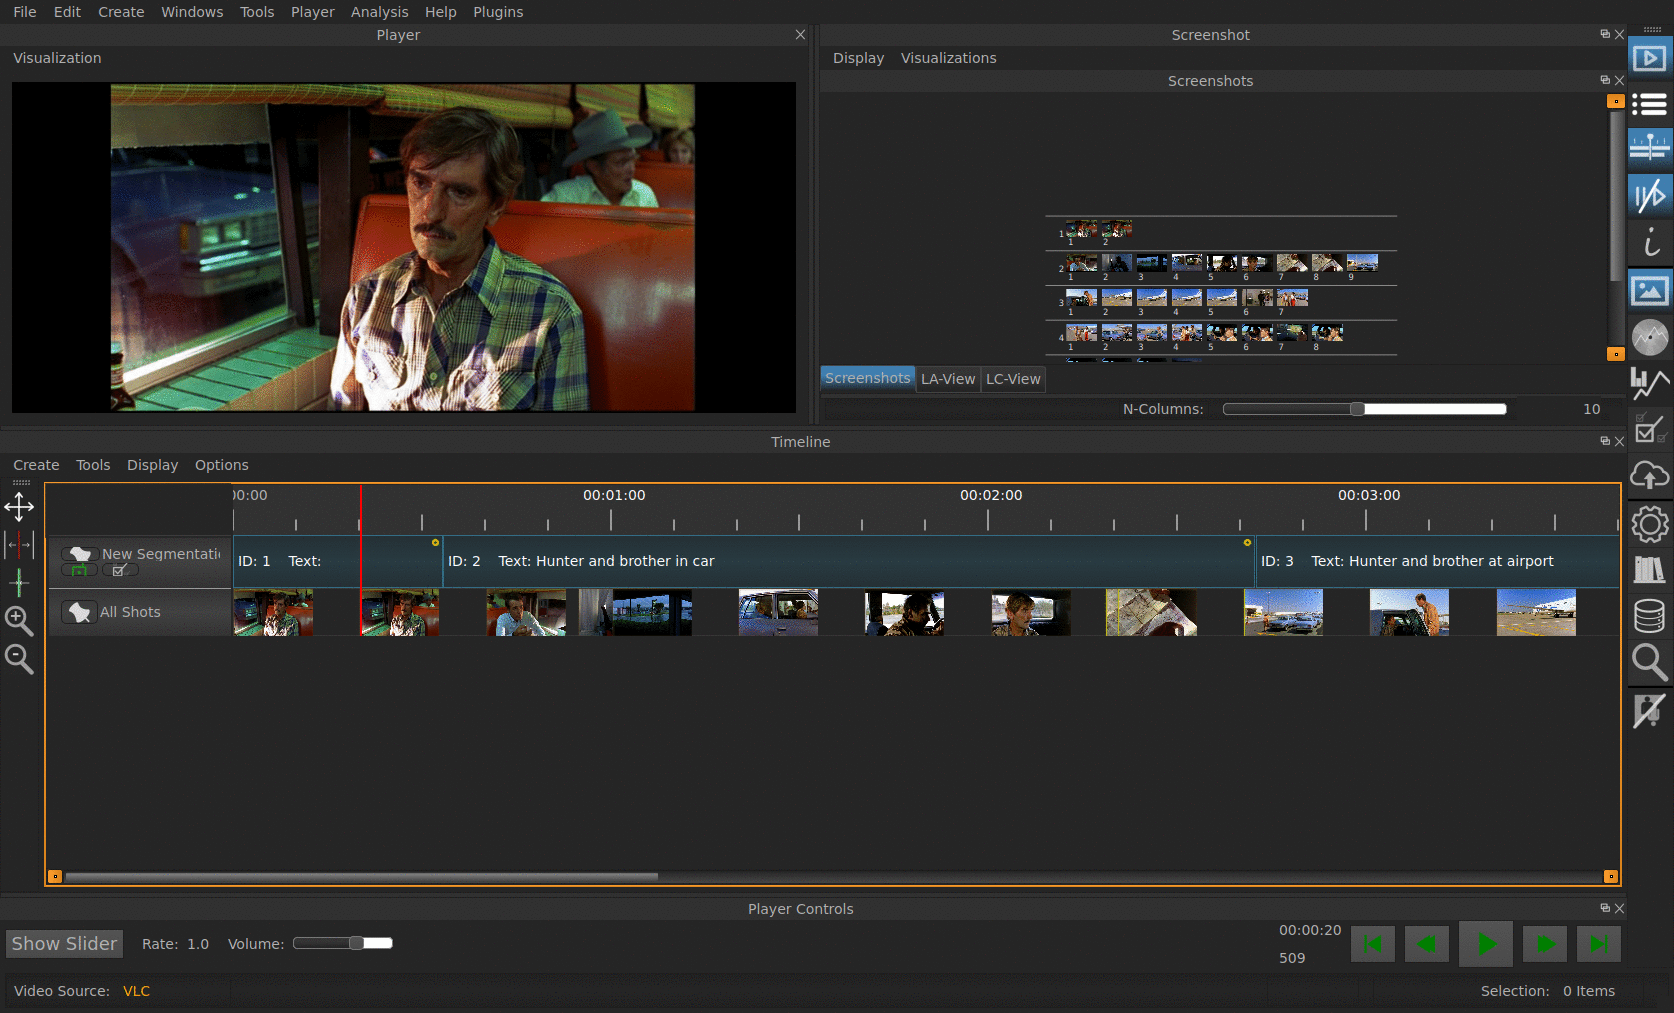 File Edit Create Windows Tools Player Analysis Help Plugins
Player
Visualization
Screenshot
Display Visualizations
Screenshots
1
1 2
2
1 2 3 4 5 6 7 8 9
3
1 2 3 4 5 6 7
4
1 2 3 4 5 6 7 8
Screenshots LA-View LC-View
N-Columns: 10
Timeline
Create Tools Display Options
00:00 00:01:00 00:02:00 00:03:00
New Segmentati
ID: 1 Text: ID: 2 Text: Hunter and brother in car ID: 3 Text: Hunter and brother at airport
All Shots
Player Controls
Show Slider Rate: 1.0 Volume: 00:00:20
509
Video Source: VLC Selection: 0 Items